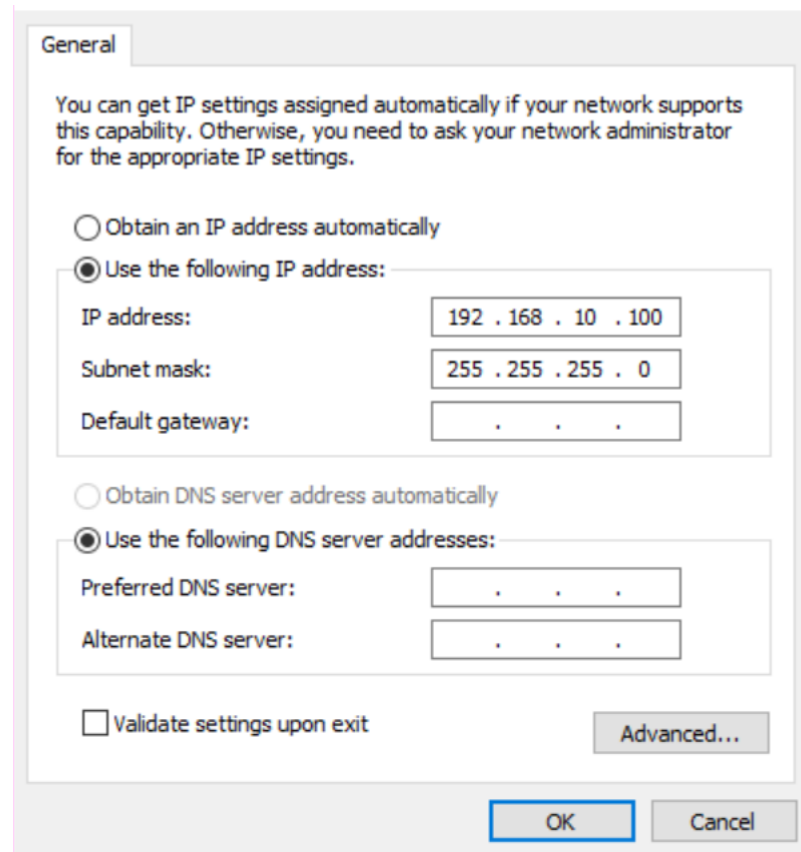 General
You can get IP settings assigned automatically if your network supports
this capability. Otherwise, you need to ask your network administrator
for the appropriate IP settings.
Obtain an IP address automatically
Use the following IP address:
IP address: 192 . 168 . 10 . 100
Subnet mask: 255 . 255 . 255 . 0
Default gateway: . . .
Obtain DNS server address automatically
Use the following DNS server addresses:
Preferred DNS server: . . .
Alternate DNS server: . . .
Validate settings upon exit
Advanced...
OK Cancel